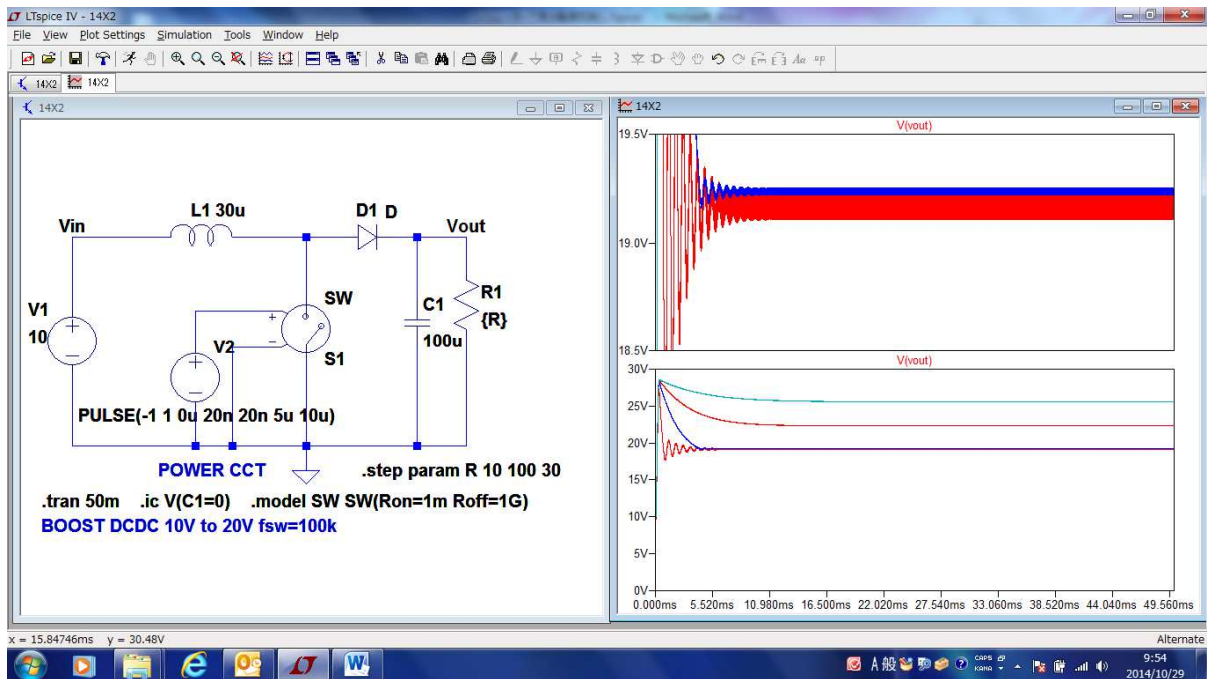 LTspice IV - 14X2
File View Plot Settings Simulation Tools Window Help
14X2 14X2
14X2
Vin
L1 30u
D1 D
Vout
V1
10
V2
SW
S1
C1
100u
R1
{R}
PULSE(-1 1 0u 20n 20n 5u 10u)
POWER CCT
.step param R 10 100 30
.tran 50m .ic V(C1=0) .model SW SW(Ron=1m Roff=1G)
BOOST DCDC 10V to 20V fsw=100k
14X2
V(vout)
19.5V
19.0V
18.5V
V(vout)
30V
25V
20V
15V
10V
5V
0V
0.000ms 5.520ms 10.980ms 16.500ms 22.020ms 27.540ms 33.060ms 38.520ms 44.040ms 49.560ms
x = 15.84746ms y = 30.48V
Alternate
A 般
CAPS
KANA
9:54
2014/10/29